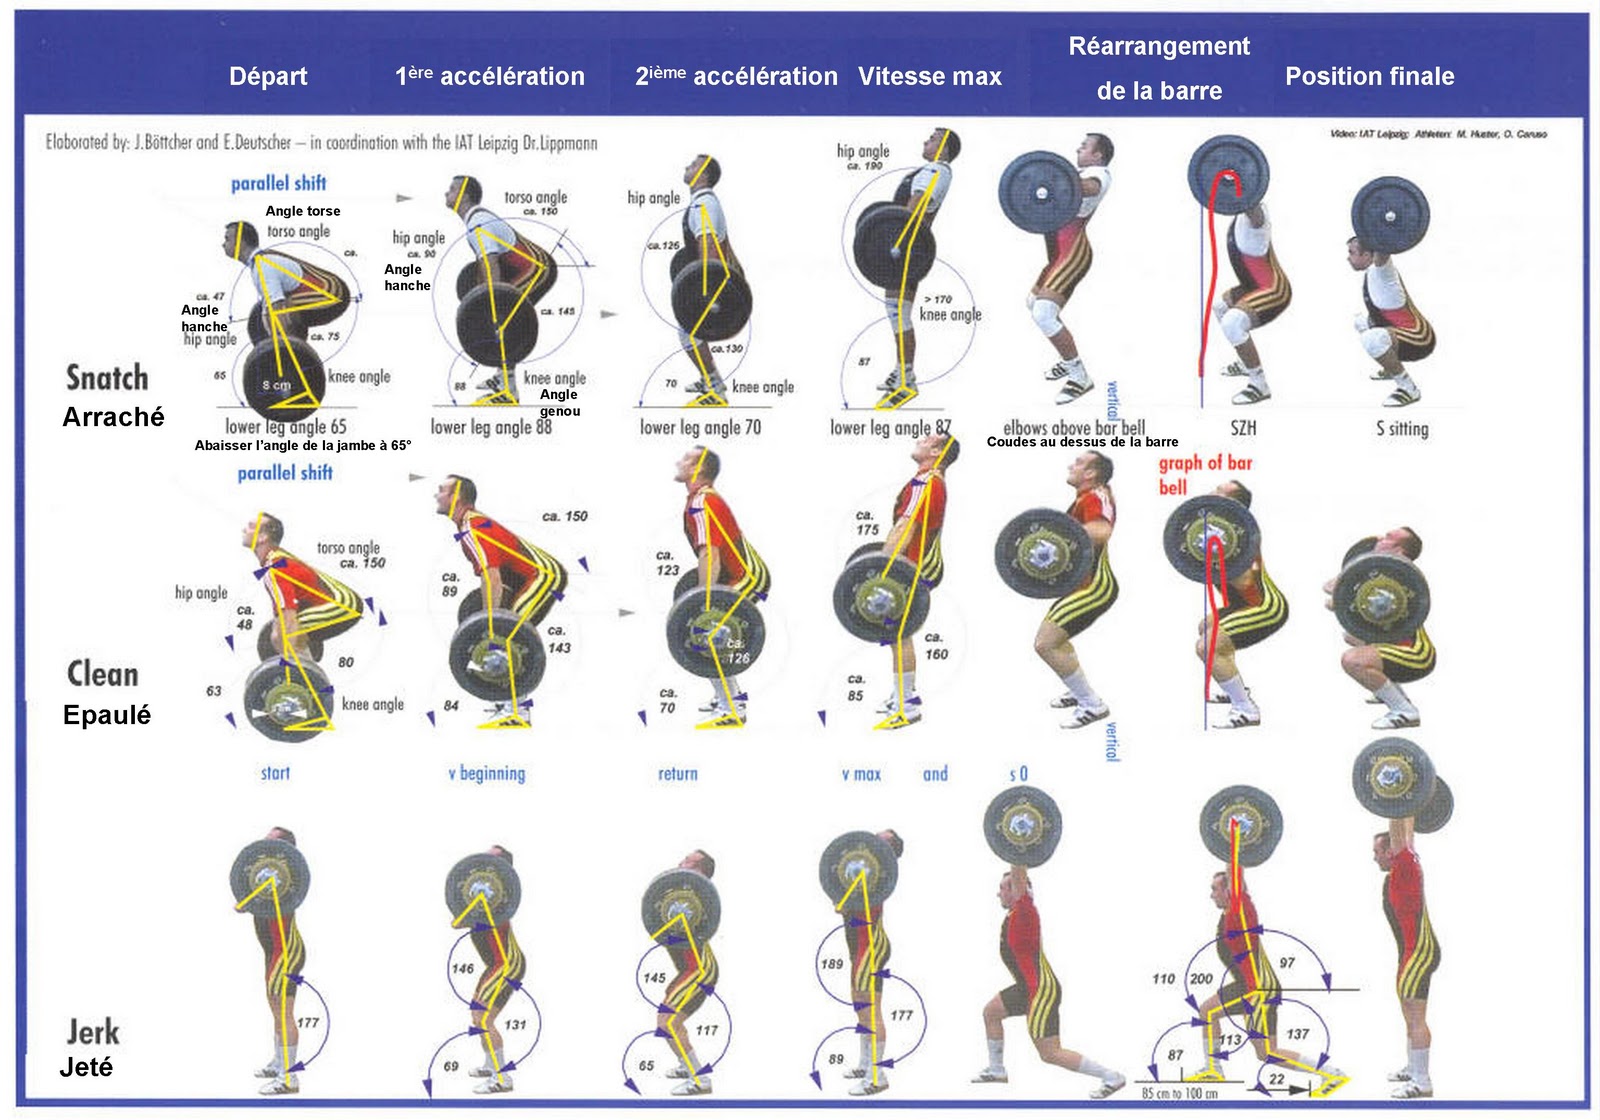 Départ
1ère accélération
2ième accélération
Vitesse max
Réarrangement
de la barre
Position finale
Elaborated by: J.Böttcher and E.Deutscher – in coordination with the IAT Leipzig Dr.Lippmann
Video: IAT Leipzig; Athleten: M. Huster, O. Caruso
parallel shift
Angle torse
torso angle
ca.
ca. 47
Angle
hanche
hip angle
ca. 75
65
8 cm
knee angle
lower leg angle 65
Abaisser l'angle de la jambe à 65°
torso angle
ca. 150
hip angle
ca. 90
Angle
hanche
ca. 145
88
knee angle
Angle
genou
lower leg angle 88
hip angle
ca.126
ca.130
70
knee angle
lower leg angle 70
hip angle
ca. 190
> 170
knee angle
87
lower leg angle 87
vertical
elbows above bar bell
Coudes au dessus de la barre
SZH
S sitting
Snatch
Arraché
parallel shift
torso angle
ca. 150
hip angle
ca.
48
80
63
knee angle
ca. 150
ca.
89
ca.
143
84
ca.
123
ca.
126
ca.
70
ca.
175
ca.
160
ca.
85
vertical
graph of bar
bell
Clean
Epaulé
start
v beginning
return
v max and s 0
177
146
131
69
145
117
65
189
177
89
110
200
97
113
137
87
22
85 cm to 100 cm
Jerk
Jeté